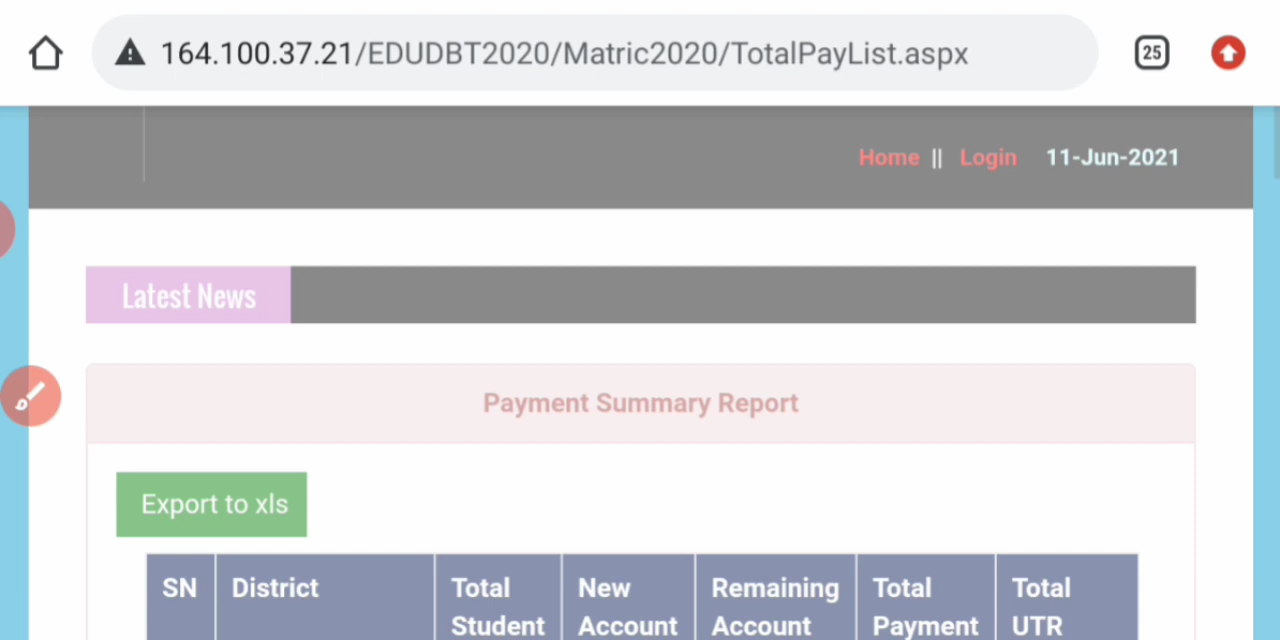 164.100.37.21/EDUDBT2020/Matric2020/TotalPayList.aspx 25
Home || Login 11-Jun-2021
Latest News
Payment Summary Report
Export to xls
SN District Total New Remaining Total Total
Student Account Account Payment UTR